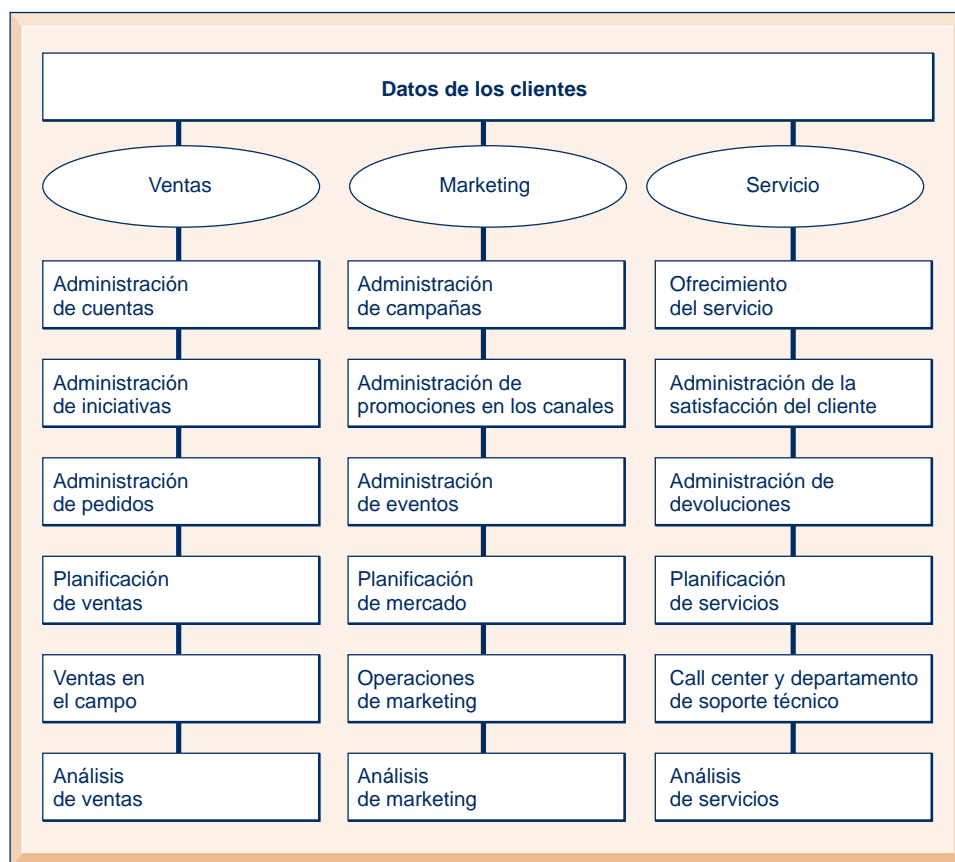 Datos de los clientes
Ventas
Marketing
Servicio
Administración
de cuentas
Administración
de campañas
Ofrecimiento
del servicio
Administración
de iniciativas
Administración de
promociones en los canales
Administración de la
satisfacción del cliente
Administración
de pedidos
Administración
de eventos
Administración de
devoluciones
Planificación
de ventas
Planificación
de mercado
Planificación
de servicios
Ventas en
el campo
Operaciones
de marketing
Call center y departamento
de soporte técnico
Análisis
de ventas
Análisis
de marketing
Análisis
de servicios